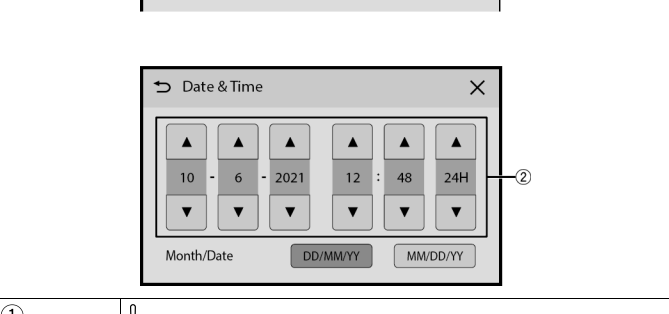 Date & Time
10 - 6 - 2021 12 : 48 24H
②
Month/Date DD/MM/YY MM/DD/YY
①